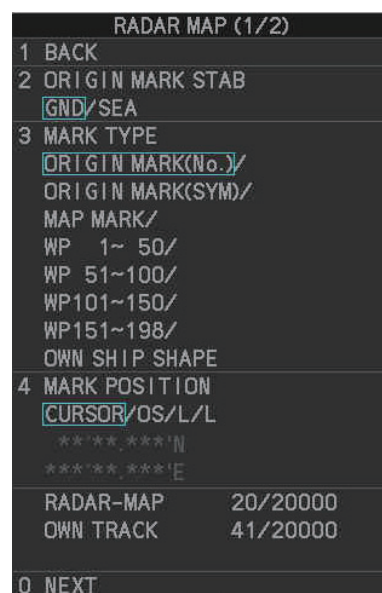 RADAR MAP (1/2)
1 BACK
2 ORIGIN MARK STAB
GND/SEA
3 MARK TYPE
ORIGIN MARK(No.)/
ORIGIN MARK(SYM)/
MAP MARK/
WP 1~ 50/
WP 51~100/
WP101~150/
WP151~198/
OWN SHIP SHAPE
4 MARK POSITION
CURSOR/OS/L/L
**'**.***'N
***'**.***'E
RADAR-MAP 20/20000
OWN TRACK 41/20000
0 NEXT